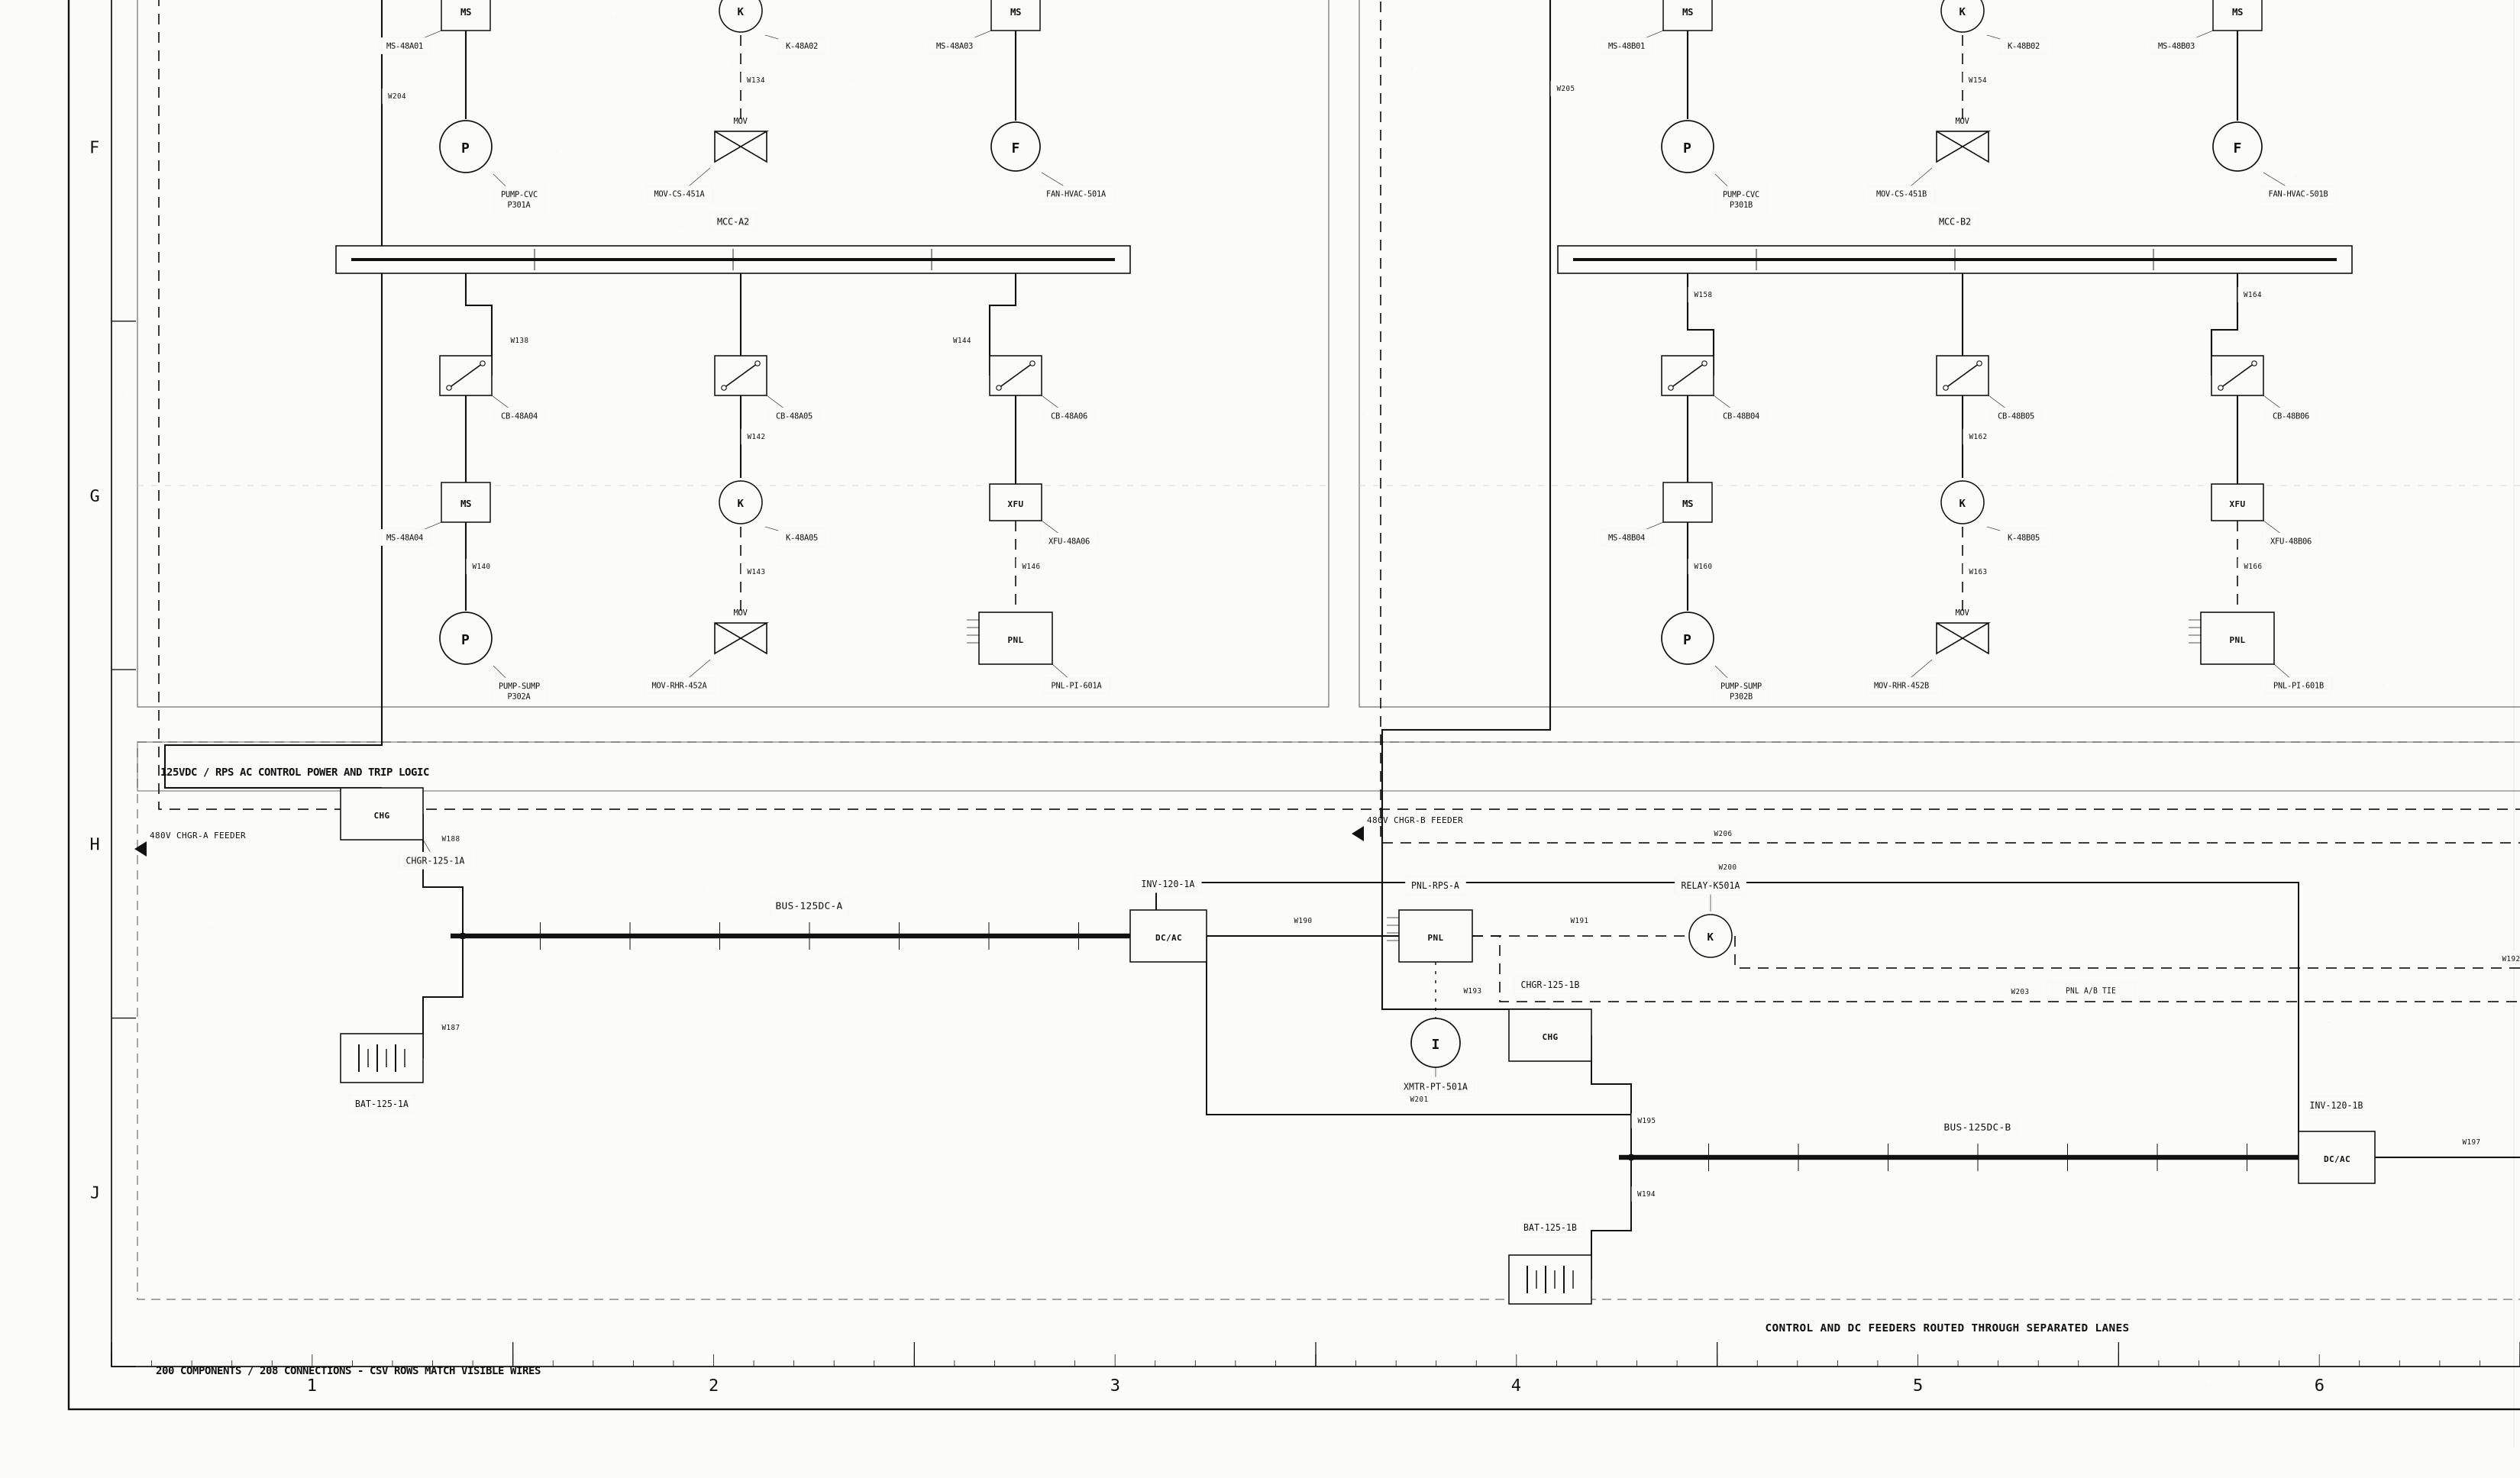 MS
K
MS
MS
K
MS
MS-48A01
K-48A02
MS-48A03
MS-48B01
K-48B02
MS-48B03
W204
W134
W205
W154
MOV
MOV
F
P
F
P
F
PUMP-CVC
P301A
MOV-CS-451A
FAN-HVAC-501A
PUMP-CVC
P301B
MOV-CS-451B
FAN-HVAC-501B
MCC-A2
MCC-B2
W158
W164
W138
W144
CB-48A04
CB-48A05
CB-48A06
CB-48B04
CB-48B05
CB-48B06
W142
W162
G
MS
K
XFU
MS
K
XFU
MS-48A04
K-48A05
XFU-48A06
MS-48B04
K-48B05
XFU-48B06
W140
W143
W146
W160
W163
W166
MOV
MOV
P
PNL
P
PNL
PUMP-SUMP
P302A
MOV-RHR-452A
PNL-PI-601A
PUMP-SUMP
P302B
MOV-RHR-452B
PNL-PI-601B
125VDC / RPS AC CONTROL POWER AND TRIP LOGIC
CHG
480V CHGR-A FEEDER
480V CHGR-B FEEDER
H
W188
W206
CHGR-125-1A
W200
INV-120-1A
PNL-RPS-A
RELAY-K501A
BUS-125DC-A
W190
W191
DC/AC
PNL
K
W192
W193
CHGR-125-1B
W203
PNL A/B TIE
W187
I
CHG
XMTR-PT-501A
W201
BAT-125-1A
INV-120-1B
W195
BUS-125DC-B
W197
DC/AC
J
W194
BAT-125-1B
CONTROL AND DC FEEDERS ROUTED THROUGH SEPARATED LANES
200 COMPONENTS / 208 CONNECTIONS - CSV ROWS MATCH VISIBLE WIRES
1
2
3
4
5
6